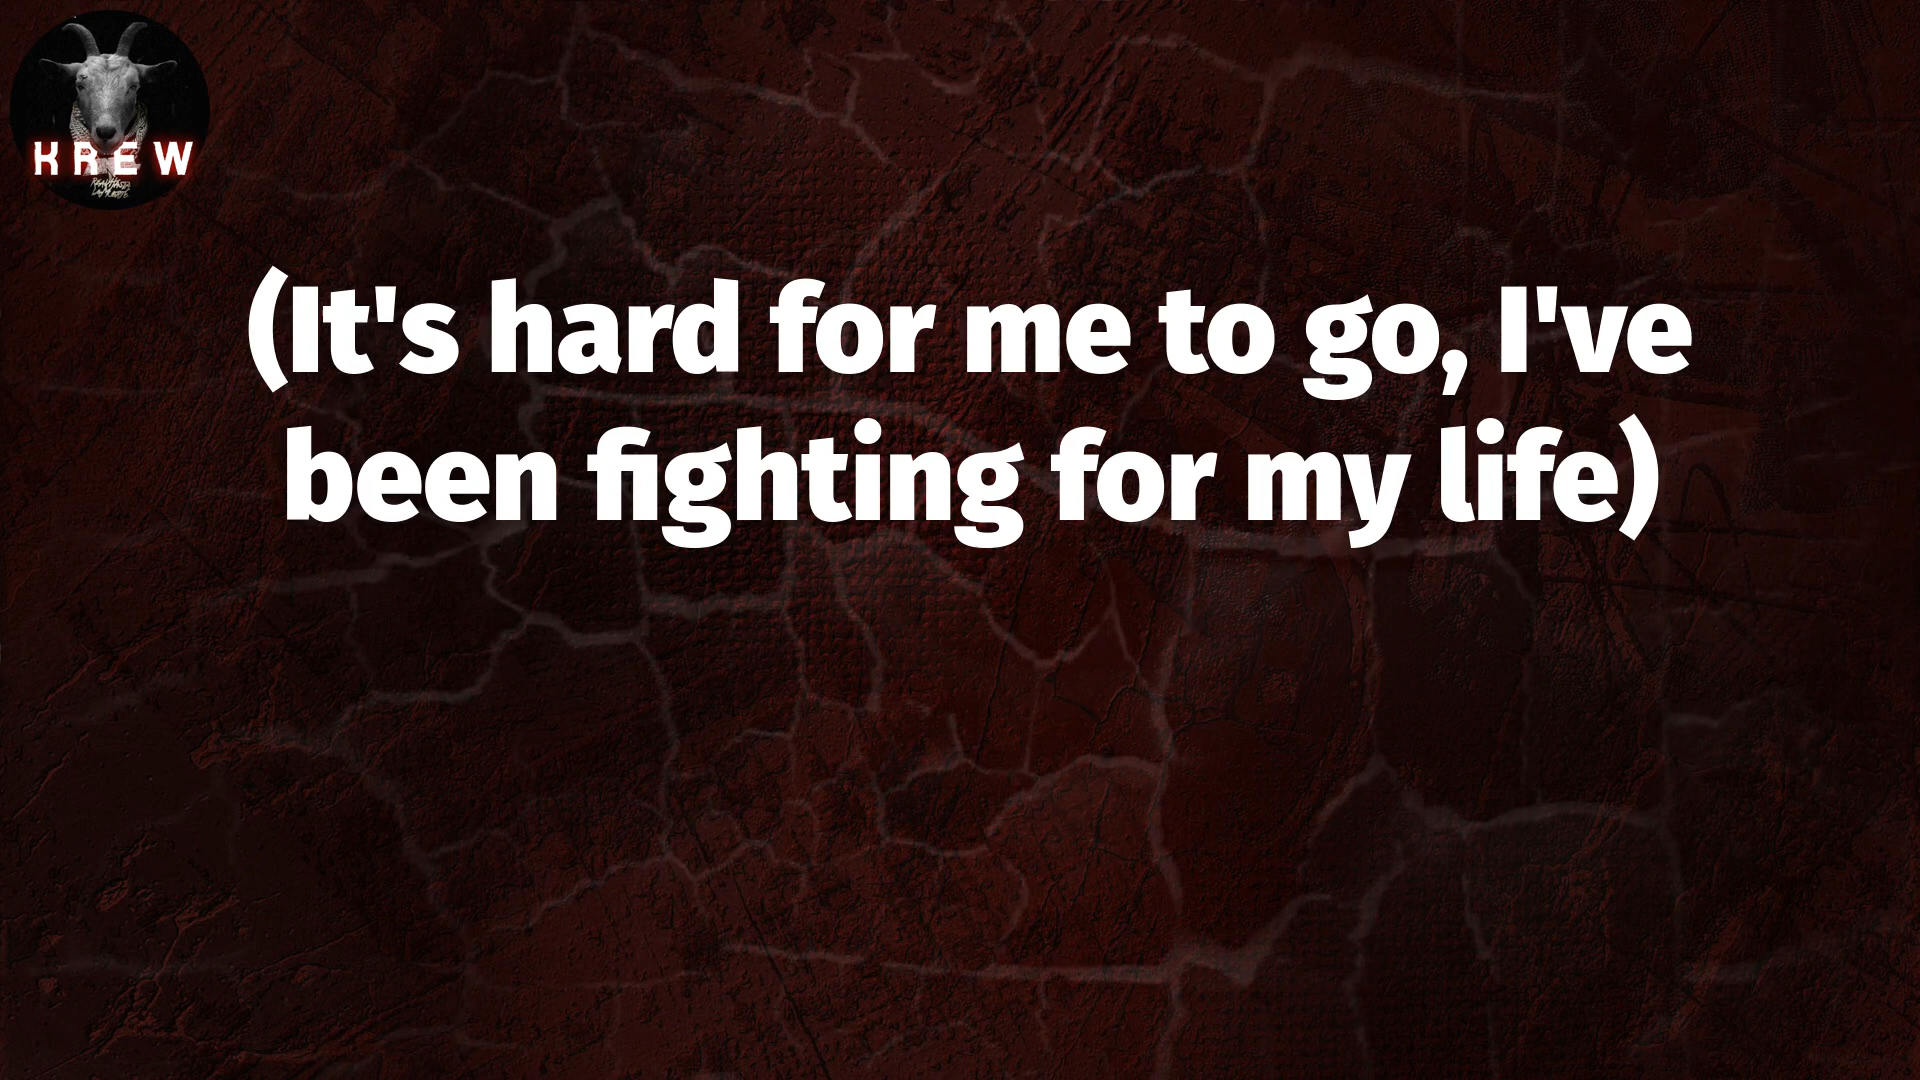 KREW
(It's hard for me to go, I've
been fighting for my life)